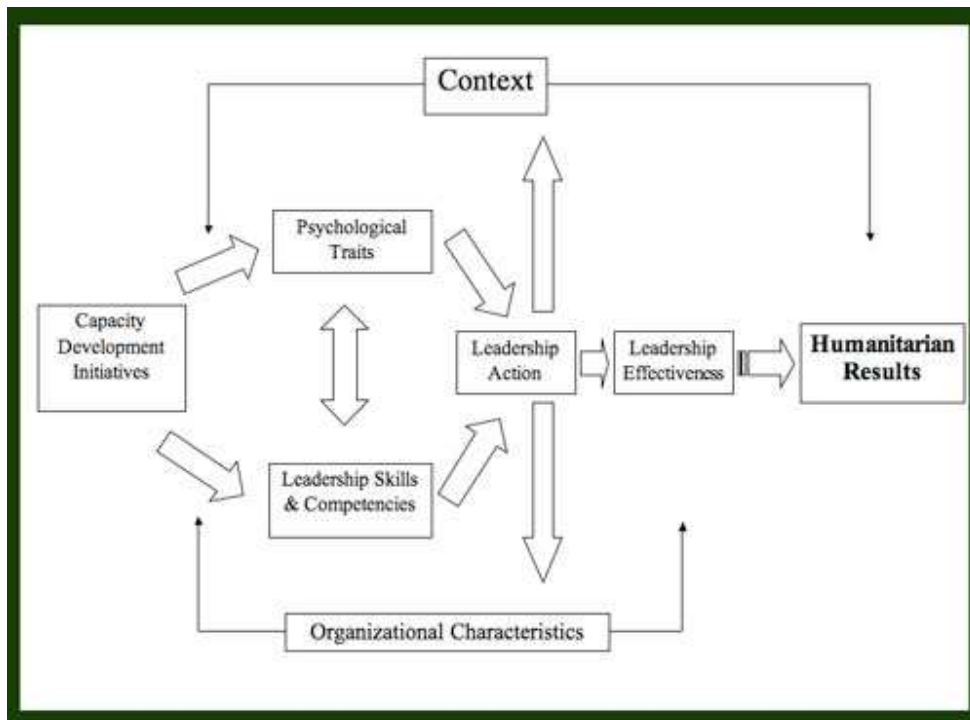 Context
Psychological
Traits
Capacity
Development
Initiatives
Leadership
Action
Leadership
Effectiveness
Humanitarian
Results
Leadership Skills
& Competencies
Organizational Characteristics